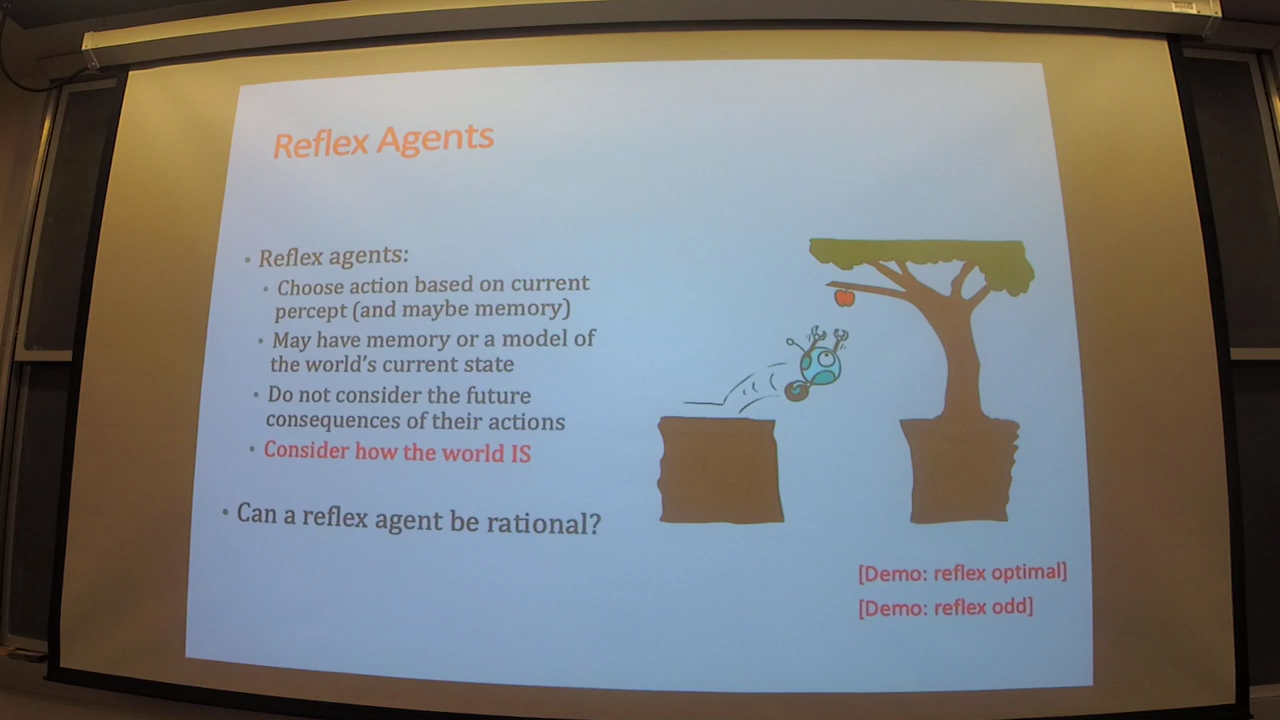 Reflex Agents
• Reflex agents:
• Choose action based on current
percept (and maybe memory)
• May have memory or a model of
the world's current state
• Do not consider the future
consequences of their actions
• Consider how the world IS
• Can a reflex agent be rational?
[Demo: reflex optimal]
[Demo: reflex odd]